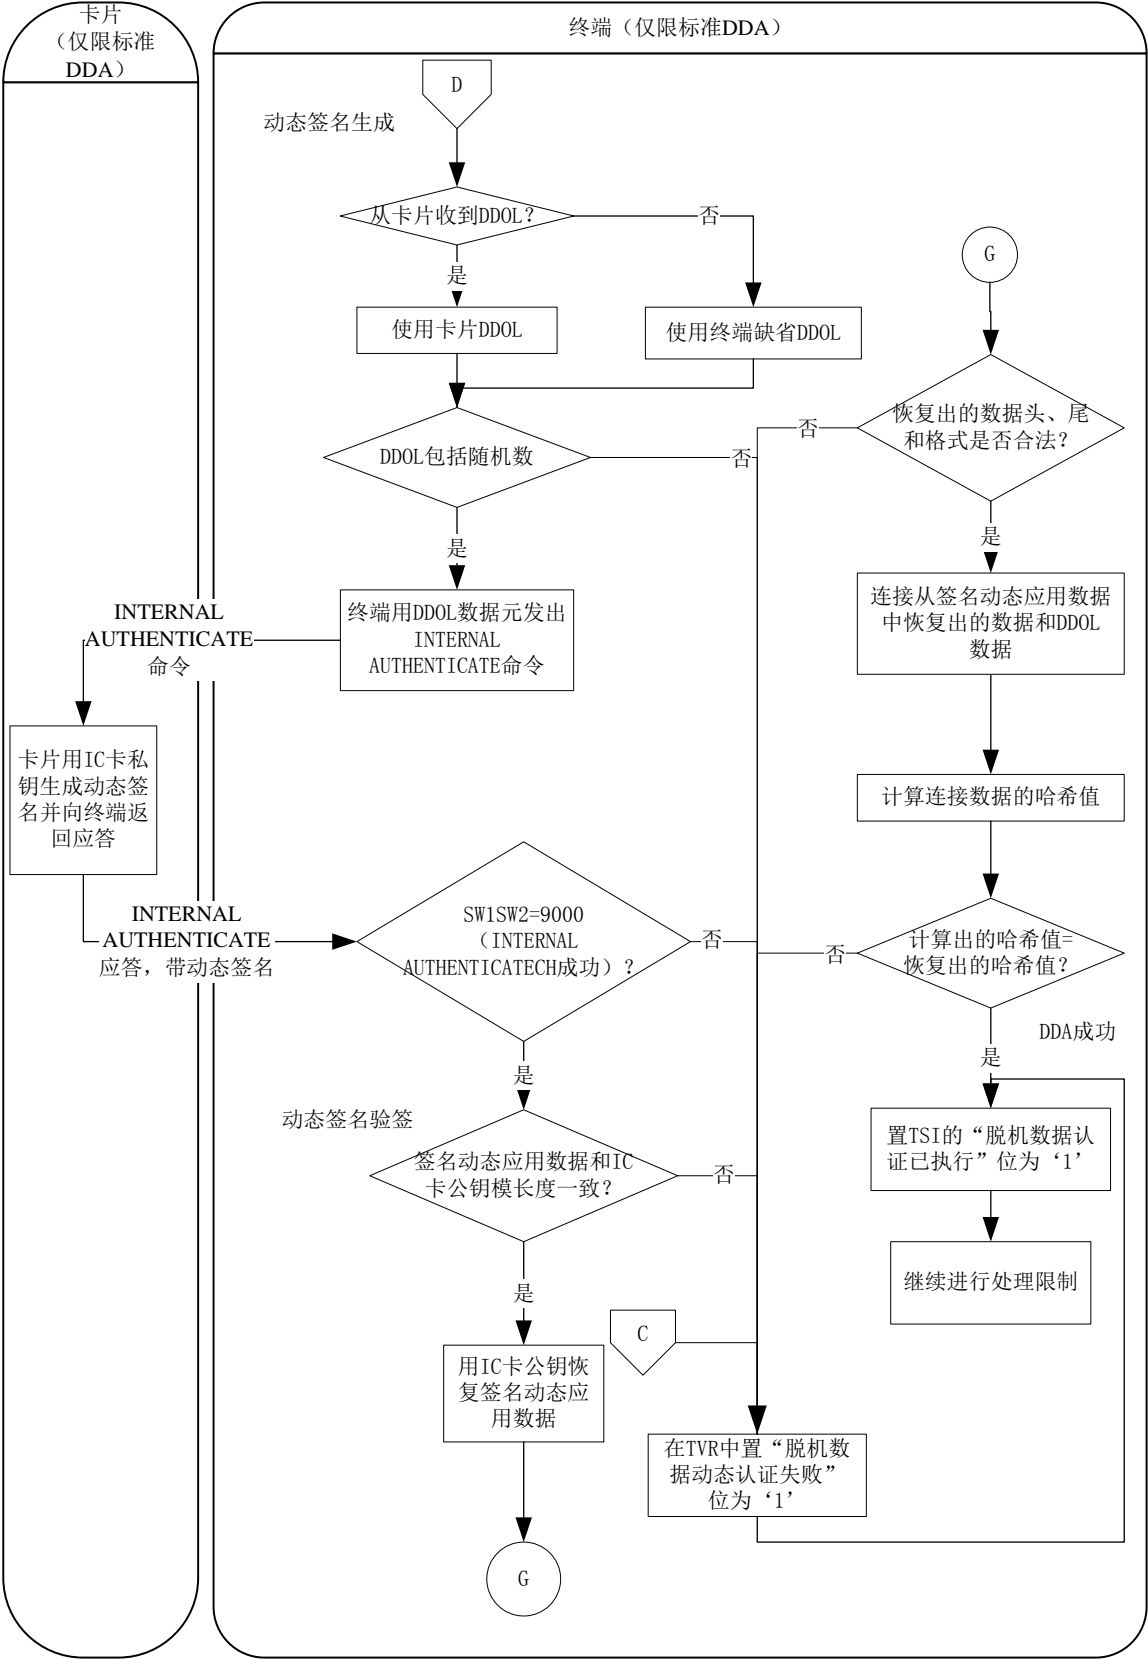 卡片
（仅限标准
DDA）
终端（仅限标准DDA）
D
动态签名生成
从卡片收到DDOL?
否
是
使用卡片DDOL
使用终端缺省DDOL
DDOL包括随机数
否
是
终端用DDOL数据元发出
INTERNAL
AUTHENTICATE命令
INTERNAL
AUTHENTICATE
命令
卡片用IC卡私
钥生成动态签
名并向终端返
回应答
INTERNAL
AUTHENTICATE
应答，带动态签名
SW1SW2=9000
（INTERNAL
AUTHENTICATECH成功）?
否
是
动态签名验签
签名动态应用数据和IC
卡公钥模长度一致?
否
是
用IC卡公钥恢
复签名动态应
用数据
G
C
在TVR中置“脱机数
据动态认证失败”
位为‘1’
G
恢复出的数据头、尾
和格式是否合法?
否
是
连接从签名动态应用数据
中恢复出的数据和DDOL
数据
计算连接数据的哈希值
计算出的哈希值=
恢复出的哈希值?
否
DDA成功
是
置TSI的“脱机数据认
证已执行”位为‘1’
继续进行处理限制